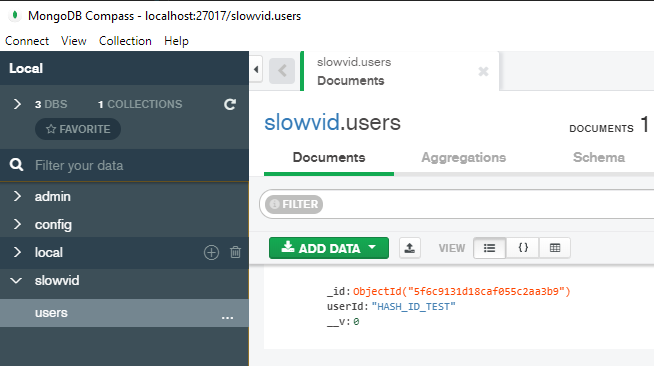 MongoDB Compass - localhost:27017/slowvid.users
Connect View Collection Help
Local
3 DBS 1 COLLECTIONS
FAVORITE
Filter your data
admin
config
local
slowvid
users
...
slowvid.users
Documents
slowvid.users
DOCUMENTS 1
Documents Aggregations Schema
FILTER
ADD DATA VIEW { }
_id: ObjectId("5f6c9131d18caf055c2aa3b9")
userId: "HASH_ID_TEST"
__v: 0